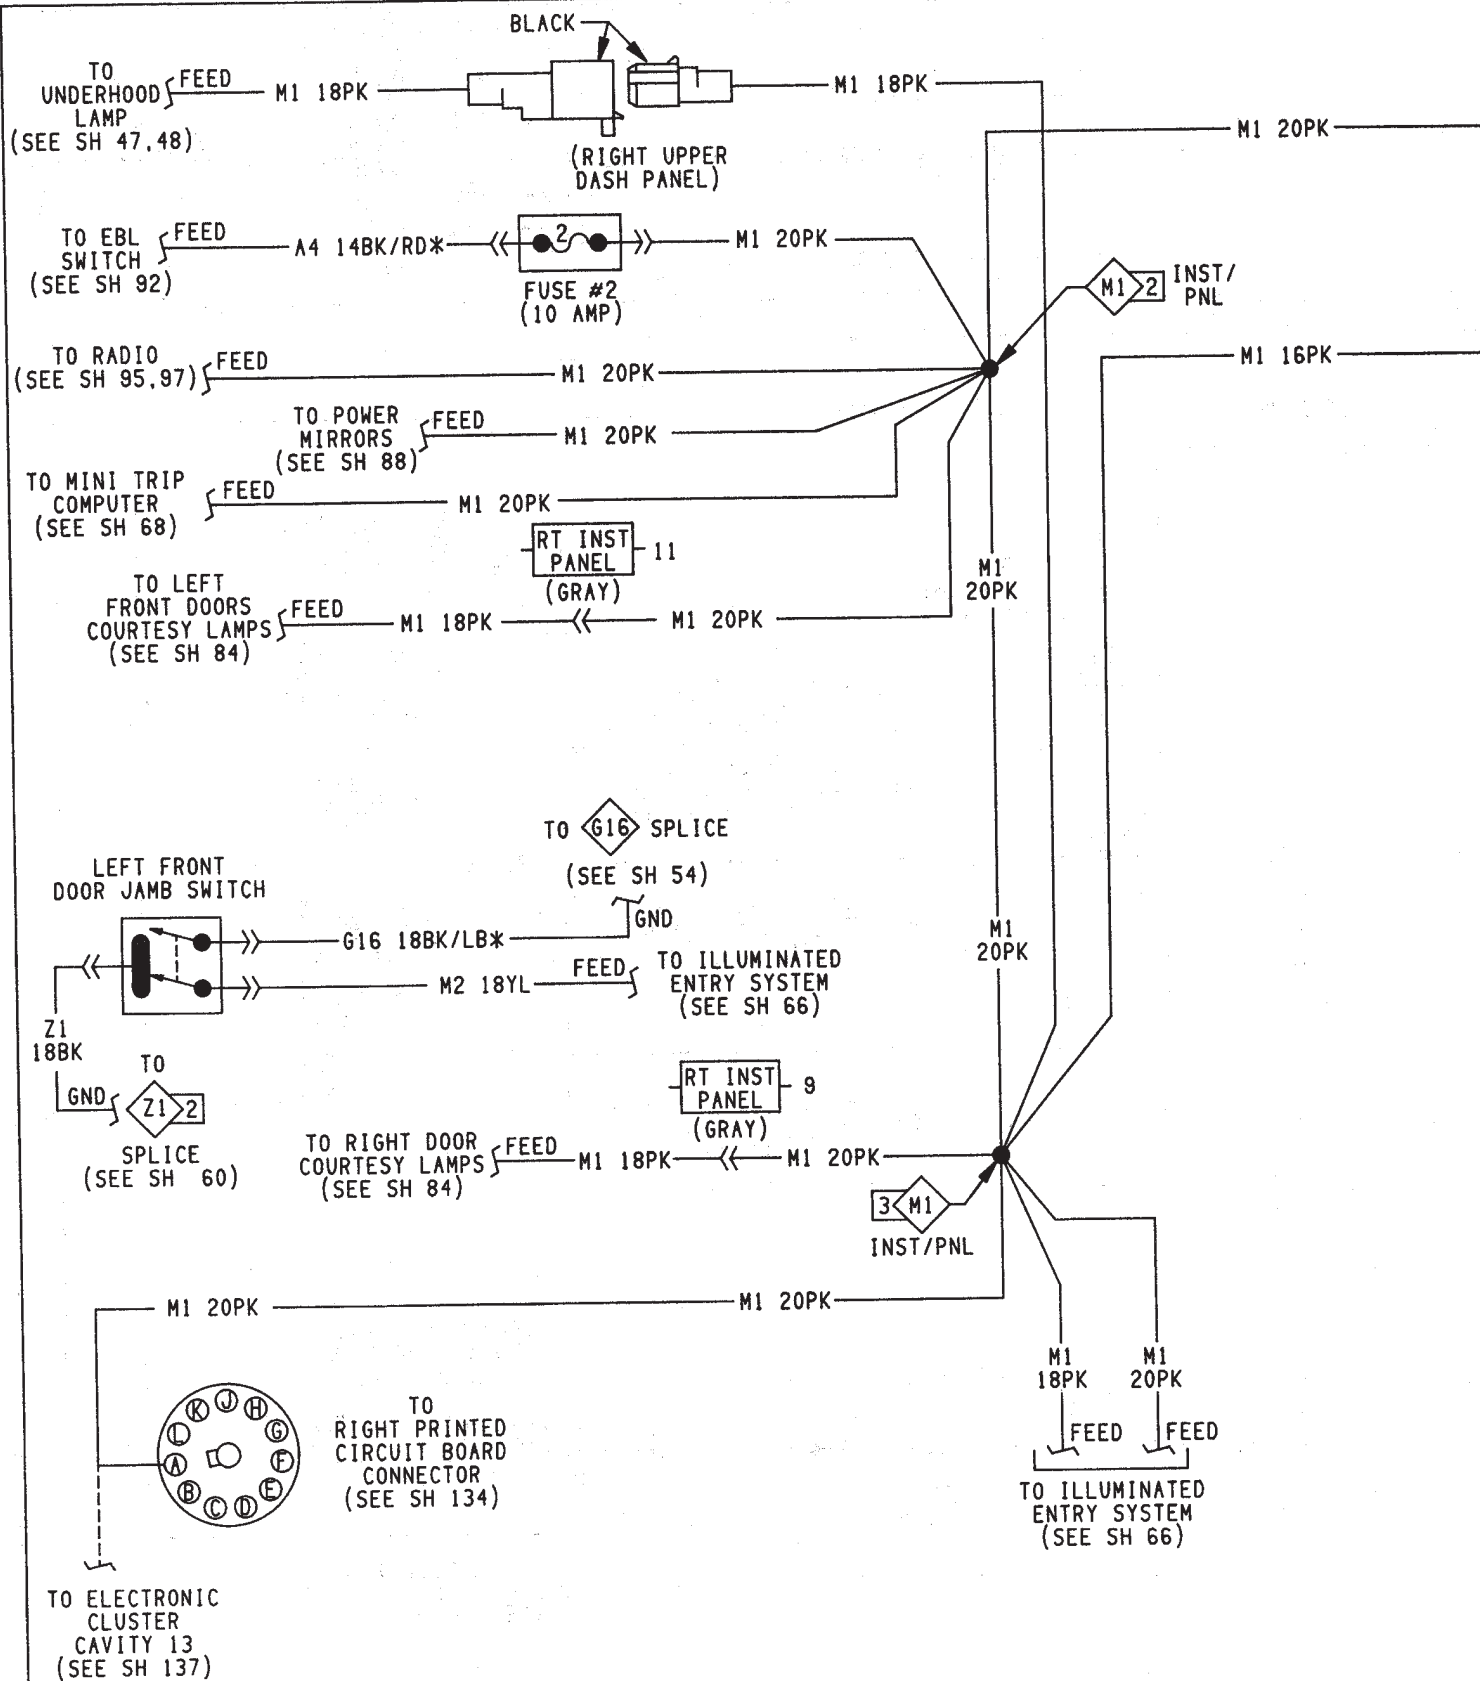 BLACK
TO
UNDERHOOD
LAMP
(SEE SH 47,48)
FEED
M1 18PK
M1 18PK
(RIGHT UPPER
DASH PANEL)
M1 20PK
TO EBL
SWITCH
(SEE SH 92)
FEED
A4 14BK/RD*
2
FUSE #2
(10 AMP)
M1 20PK
M1
2
INST/
PNL
TO RADIO
(SEE SH 95,97)
FEED
M1 20PK
M1 16PK
TO POWER
MIRRORS
(SEE SH 88)
FEED
M1 20PK
TO MINI TRIP
COMPUTER
(SEE SH 68)
FEED
M1 20PK
RT INST
PANEL
11
(GRAY)
TO LEFT
FRONT DOORS
COURTESY LAMPS
(SEE SH 84)
FEED
M1 18PK
M1 20PK
M1
20PK
TO G16 SPLICE
(SEE SH 54)
GND
LEFT FRONT
DOOR JAMB SWITCH
G16 18BK/LB*
M2 18YL
FEED
TO ILLUMINATED
ENTRY SYSTEM
(SEE SH 66)
M1
20PK
Z1
18BK
GND
TO
Z1
2
SPLICE
(SEE SH 60)
RT INST
PANEL
9
(GRAY)
TO RIGHT DOOR
COURTESY LAMPS
(SEE SH 84)
FEED
M1 18PK
M1 20PK
3
M1
INST/PNL
M1 20PK
M1 20PK
M1
18PK
M1
20PK
FEED
FEED
TO ILLUMINATED
ENTRY SYSTEM
(SEE SH 66)
J
H
G
F
E
D
C
B
A
L
K
TO
RIGHT PRINTED
CIRCUIT BOARD
CONNECTOR
(SEE SH 134)
TO ELECTRONIC
CLUSTER
CAVITY 13
(SEE SH 137)